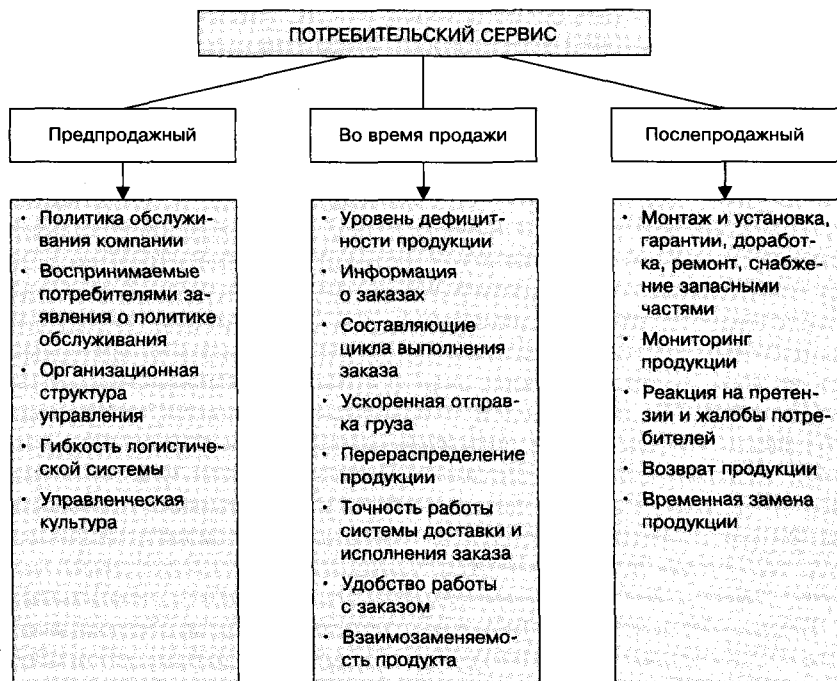 ПОТРЕБИТЕЛЬСКИЙ СЕРВИС
Предпродажный
Во время продажи
Послепродажный
· Политика обслужи-
вания компании
· Воспринимаемые
потребителями за-
явления о политике
обслуживания
· Организационная
структура
управления
· Гибкость логистиче-
ской системы
· Управленческая
культура
· Уровень дефицит-
ности продукции
· Информация
о заказах
· Составляющие
цикла выполнения
заказа
· Ускоренная отправ-
ка груза
· Перераспределение
продукции
· Точность работы
системы доставки и
исполнения заказа
· Удобство работы
с заказом
· Взаимозаменяемо-
сть продукта
· Монтаж и установка,
гарантии, доработ-
ка, ремонт, снабже-
ние запасными
частями
· Мониторинг
продукции
· Реакция на претен-
зии и жалобы потре-
бителей
· Возврат продукции
· Временная замена
продукции